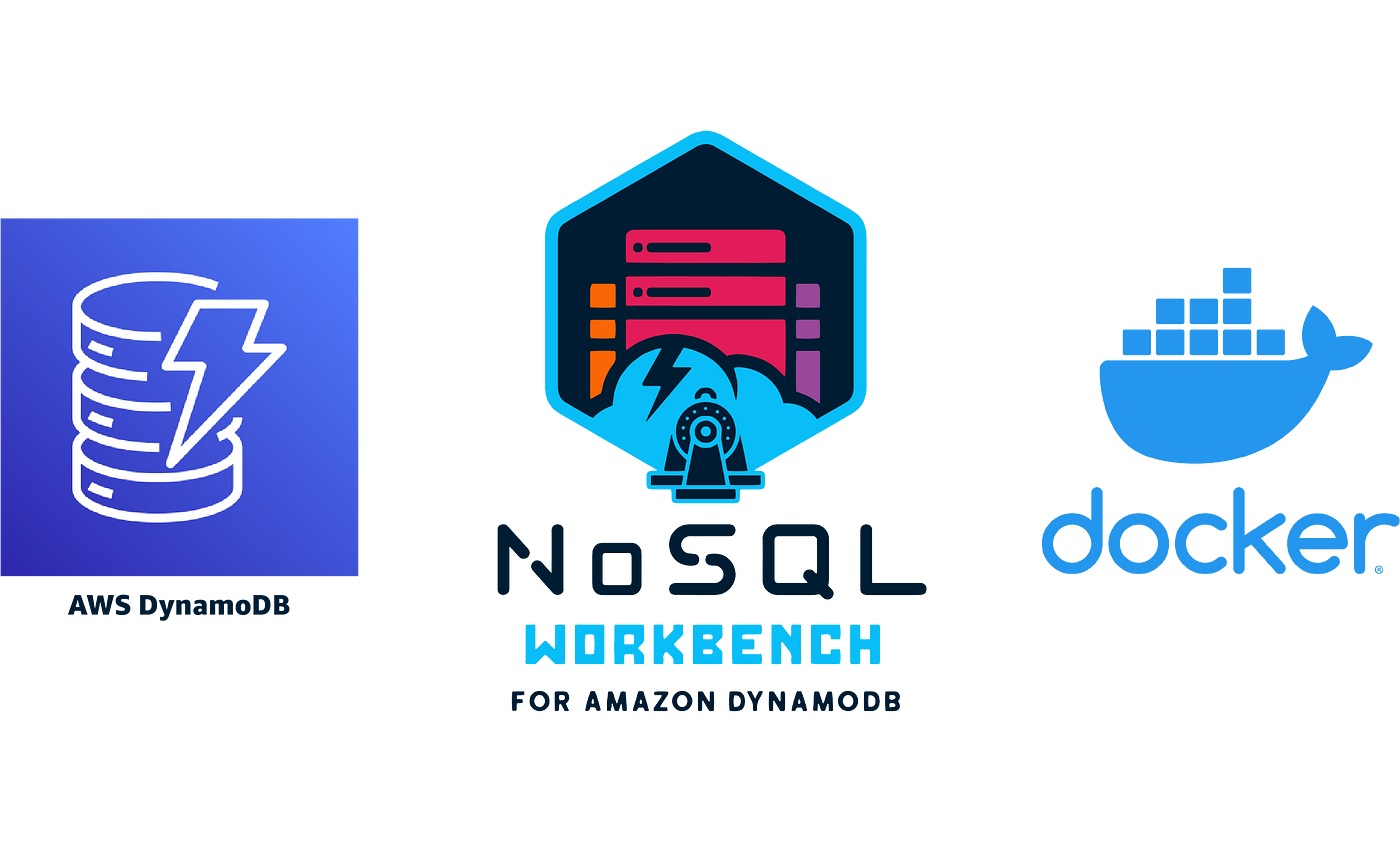 AWS DynamoDB
NoSQL
WORKBENCH
FOR AMAZON DYNAMODB
docker®